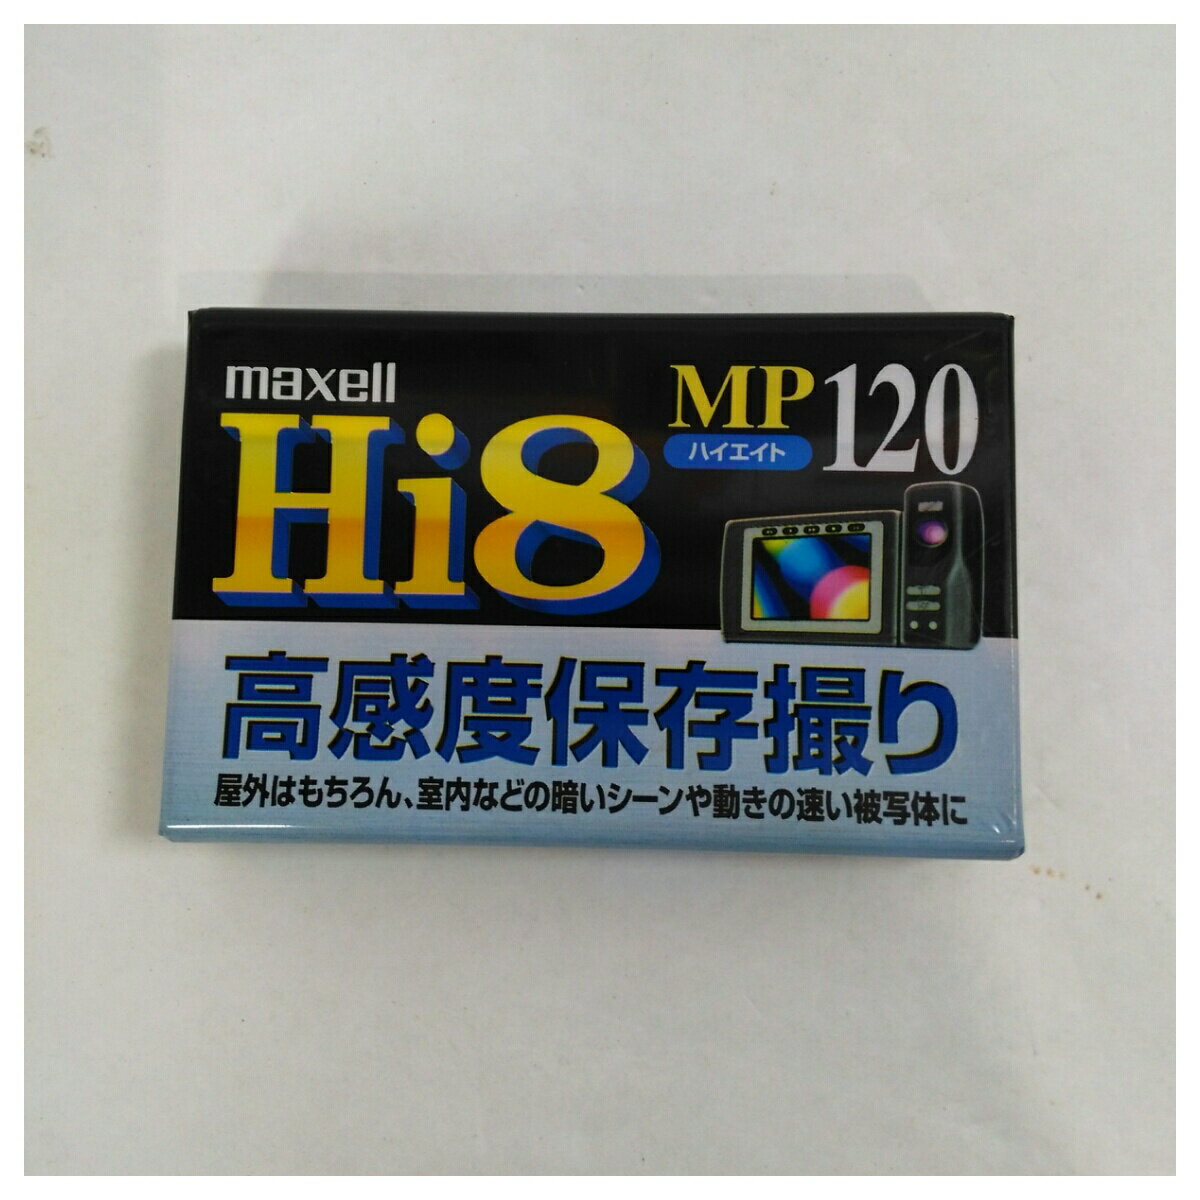 maxell
Hi8
MP 120
ハイエイト
高感度保存撮り
屋外はもちろん、室内などの暗いシーンや動きの速い被写体に